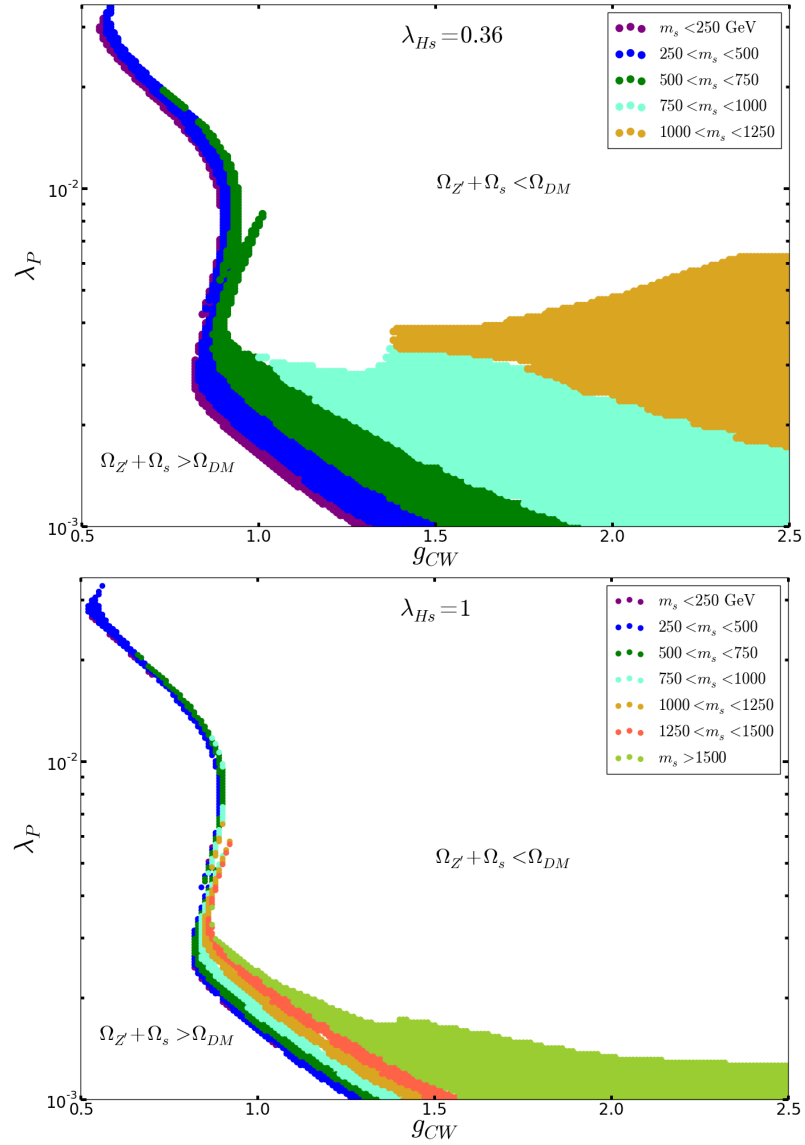 λ_Hs = 0.36
m_s < 250 GeV
250 < m_s < 500
500 < m_s < 750
750 < m_s < 1000
1000 < m_s < 1250
Ω_Z′ + Ω_s < Ω_DM
Ω_Z′ + Ω_s > Ω_DM
λ_P
10^-2
10^-3
0.5 1.0 1.5 2.0 2.5
g_CW
λ_Hs = 1
m_s < 250 GeV
250 < m_s < 500
500 < m_s < 750
750 < m_s < 1000
1000 < m_s < 1250
1250 < m_s < 1500
m_s > 1500
Ω_Z′ + Ω_s < Ω_DM
Ω_Z′ + Ω_s > Ω_DM
λ_P
10^-2
10^-3
0.5 1.0 1.5 2.0 2.5
g_CW